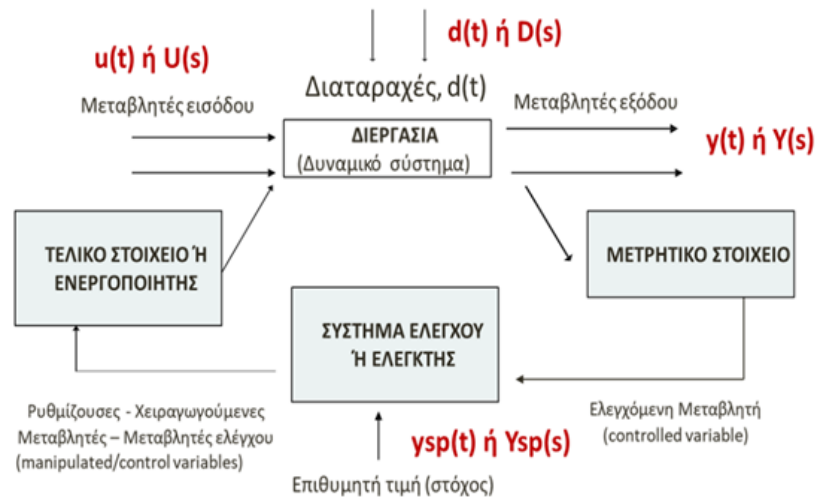 d(t) ή D(s)
u(t) ή U(s)
Διαταραχές, d(t)
Μεταβλητές εισόδου
Μεταβλητές εξόδου
ΔΙΕΡΓΑΣΙΑ
(Δυναμικό σύστημα)
y(t) ή Y(s)
ΤΕΛΙΚΟ ΣΤΟΙΧΕΙΟ Ή
ΕΝΕΡΓΟΠΟΙΗΤΗΣ
ΜΕΤΡΗΤΙΚΟ ΣΤΟΙΧΕΙΟ
ΣΥΣΤΗΜΑ ΕΛΕΓΧΟΥ
Ή ΕΛΕΓΚΤΗΣ
Ρυθμίζουσες - Χειραγωγούμενες
Μεταβλητές – Μεταβλητές ελέγχου
(manipulated/control variables)
Ελεγχόμενη Μεταβλητή
(controlled variable)
ysp(t) ή Ysp(s)
Επιθυμητή τιμή (στόχος)